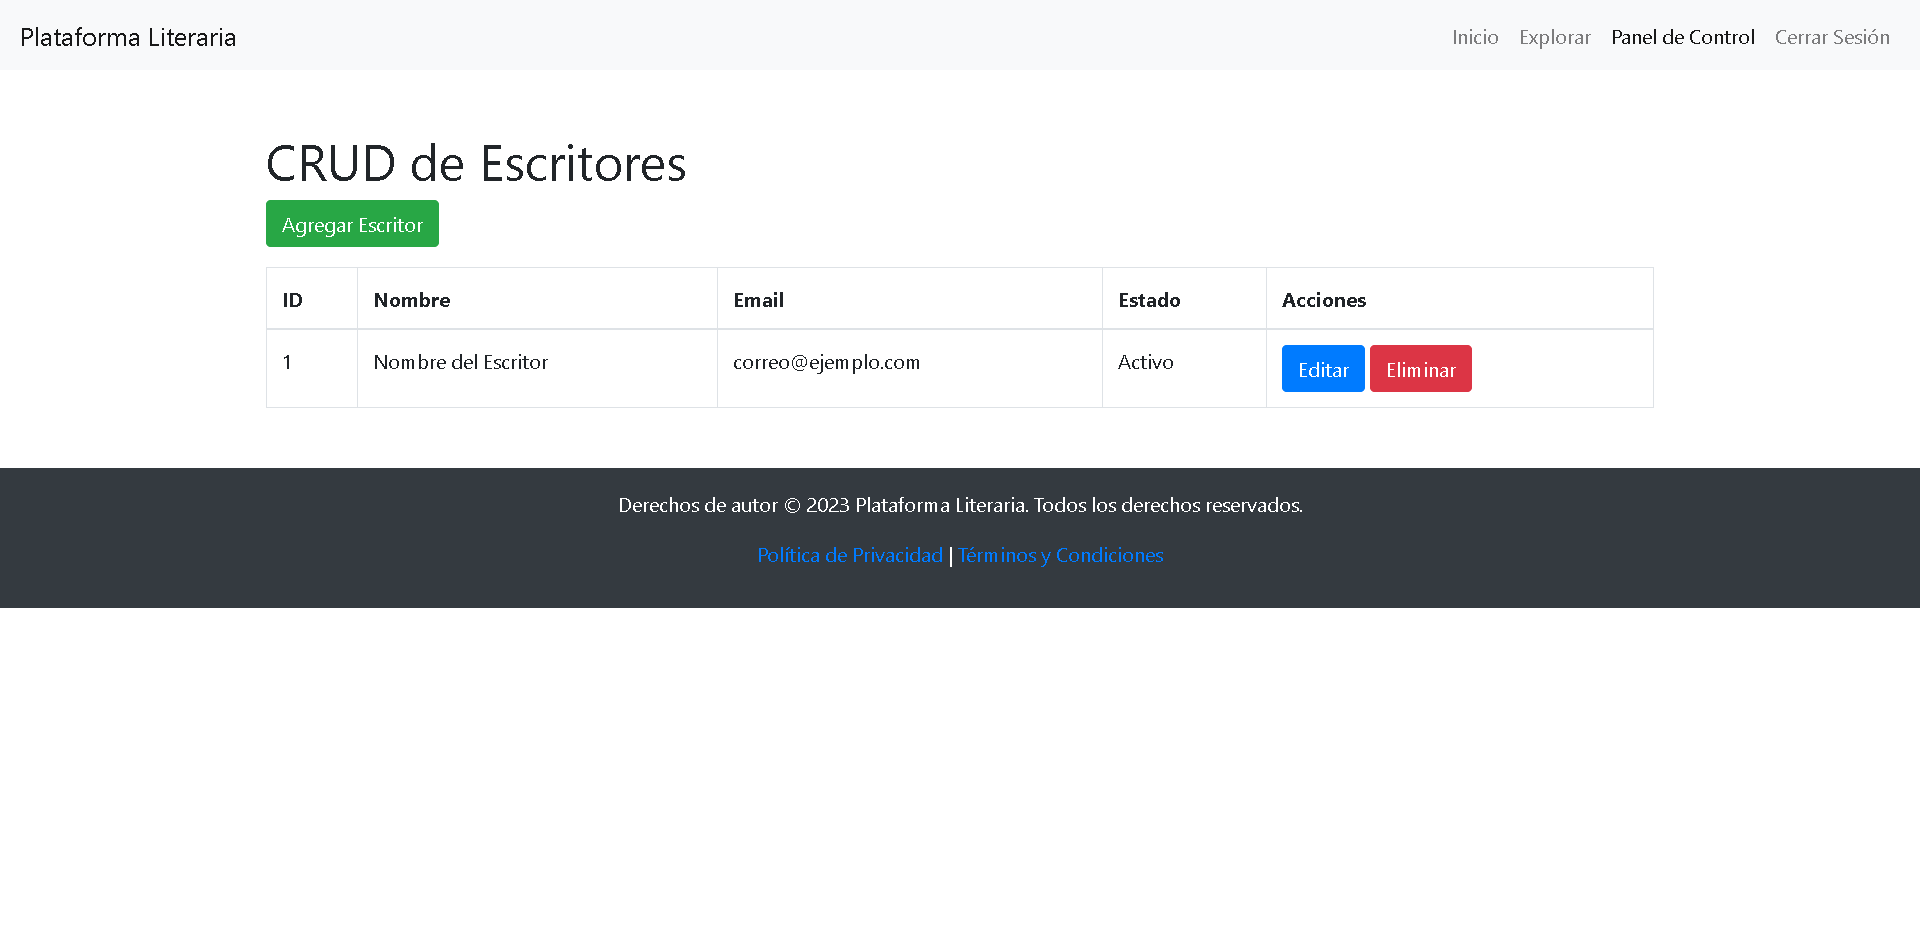 Plataforma Literaria Inicio Explorar Panel de Control Cerrar Sesión
CRUD de Escritores
Agregar Escritor
ID Nombre Email Estado Acciones
1 Nombre del Escritor correo@ejemplo.com Activo Editar Eliminar
Derechos de autor © 2023 Plataforma Literaria. Todos los derechos reservados.
Política de Privacidad | Términos y Condiciones